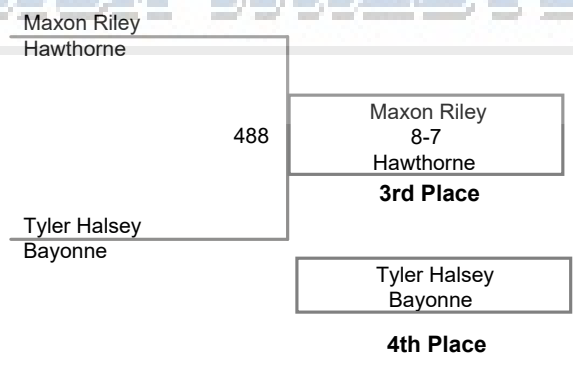 Maxon Riley
Hawthorne
488
Maxon Riley
8-7
Hawthorne
3rd Place
Tyler Halsey
Bayonne
Tyler Halsey
Bayonne
4th Place